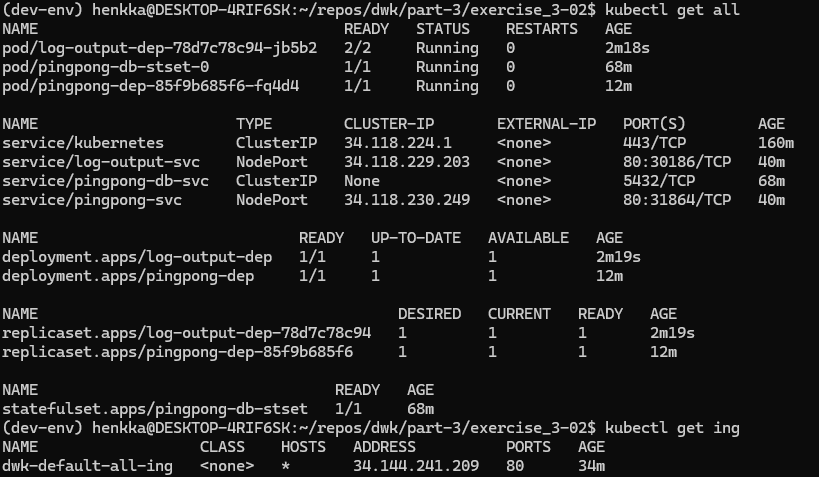 (dev-env) henkka@DESKTOP-4RIF6SK:~/repos/dwk/part-3/exercise_3-02$ kubectl get all
NAME READY STATUS RESTARTS AGE
pod/log-output-dep-78d7c78c94-jb5b2 2/2 Running 0 2m18s
pod/pingpong-db-stset-0 1/1 Running 0 68m
pod/pingpong-dep-85f9b685f6-fq4d4 1/1 Running 0 12m
NAME TYPE CLUSTER-IP EXTERNAL-IP PORT(S) AGE
service/kubernetes ClusterIP 34.118.224.1 <none> 443/TCP 160m
service/log-output-svc NodePort 34.118.229.203 <none> 80:30186/TCP 40m
service/pingpong-db-svc ClusterIP None <none> 5432/TCP 68m
service/pingpong-svc NodePort 34.118.230.249 <none> 80:31864/TCP 40m
NAME READY UP-TO-DATE AVAILABLE AGE
deployment.apps/log-output-dep 1/1 1 1 2m19s
deployment.apps/pingpong-dep 1/1 1 1 12m
NAME DESIRED CURRENT READY AGE
replicaset.apps/log-output-dep-78d7c78c94 1 1 1 2m19s
replicaset.apps/pingpong-dep-85f9b685f6 1 1 1 12m
NAME READY AGE
statefulset.apps/pingpong-db-stset 1/1 68m
(dev-env) henkka@DESKTOP-4RIF6SK:~/repos/dwk/part-3/exercise_3-02$ kubectl get ing
NAME CLASS HOSTS ADDRESS PORTS AGE
dwk-default-all-ing <none> * 34.144.241.209 80 34m